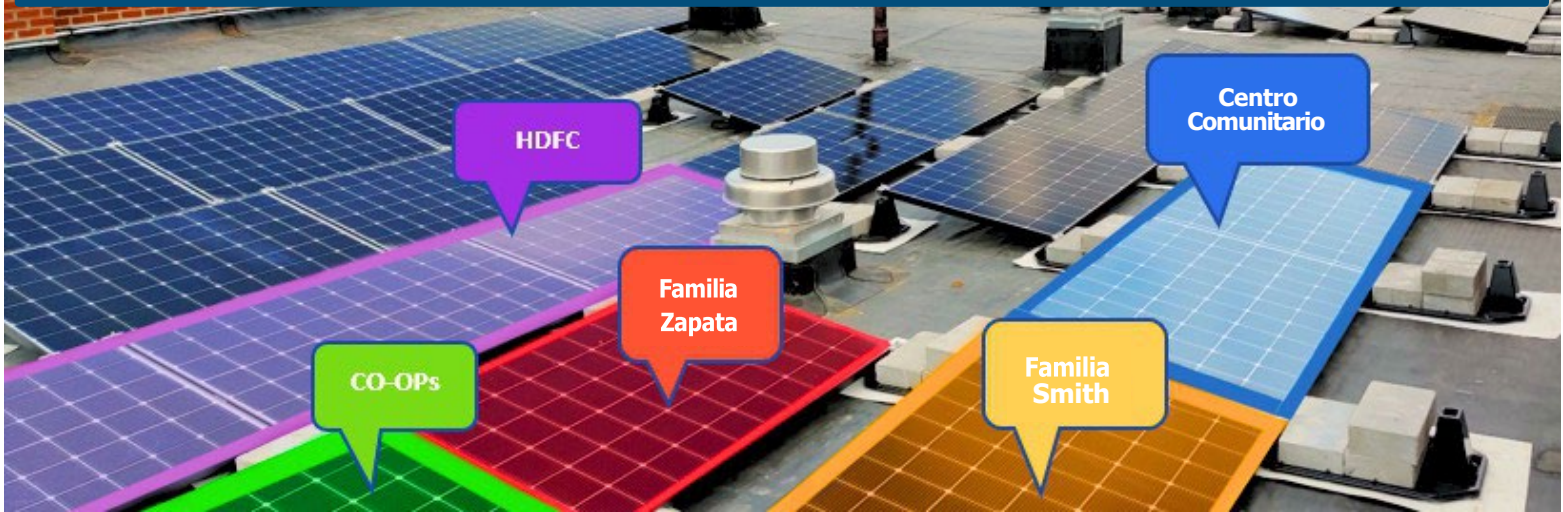 HDFC
Centro
Comunitario
Familia
Zapata
CO-OPs
Familia
Smith